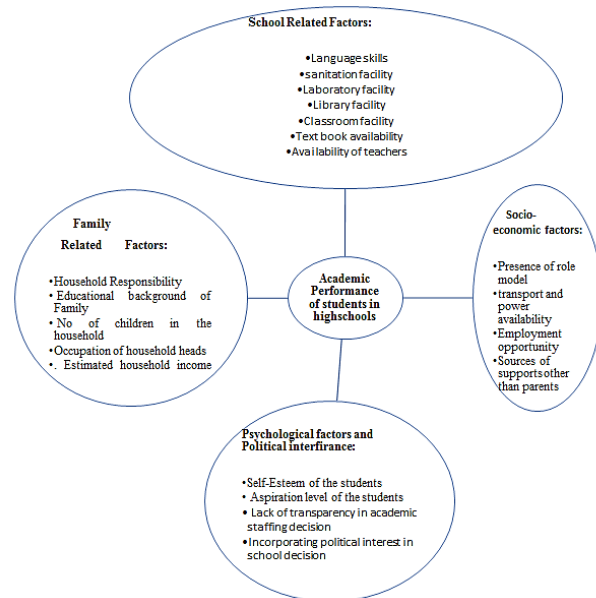 School Related Factors:
•Language skills
•sanitation facility
•Laboratory facility
•Library facility
•Classroom facility
•Text book availability
•Availability of teachers
Family
Related Factors:
•Household Responsibility
• Educational background of
Family
• No of children in the
household
•Occupation of household heads
•. Estimated household income
Academic
Performance
of students in
highschools
Socio-
economic factors:
•Presence of role
model
•transport and
power
availability
•Employment
opportunity
•Sources of
supports other
than parents
Psychological factors and
Political interfirance:
•Self-Esteem of the students
• Aspiration level of the students
• Lack of transparency in academic
staffing decision
•Incorporating political interest in
school decision